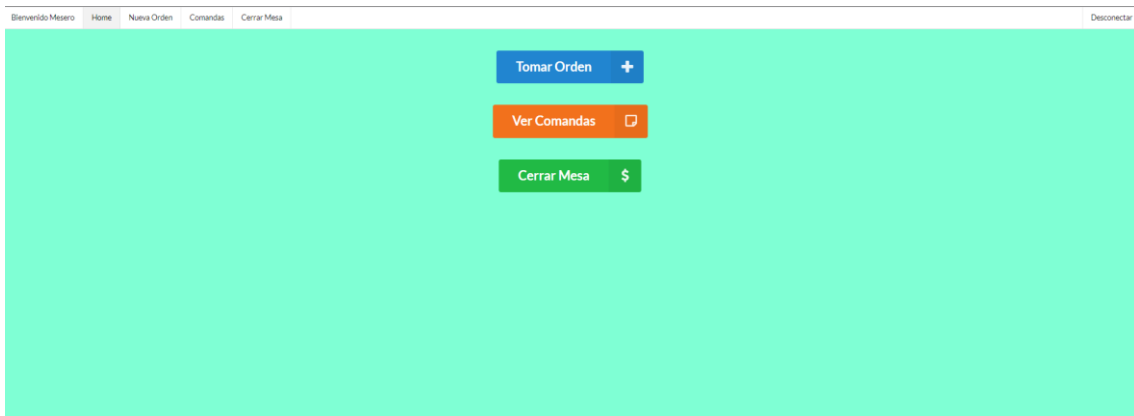 Bienvenido Mesero Home Nueva Orden Comandas Cerrar Mesa Desconectar
Tomar Orden
Ver Comandas
Cerrar Mesa $